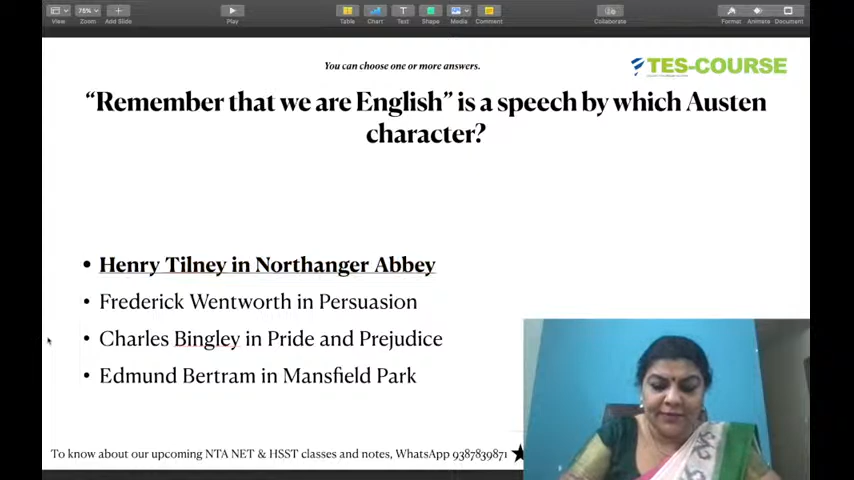 View
75%
Zoom
Add Slide
Play
Table
Chart
Text
Shape
Media
Comment
Collaborate
Format
Animate
Document
You can choose one or more answers.
TES-COURSE
“Remember that we are English” is a speech by which Austen
character?
• Henry Tilney in Northanger Abbey
• Frederick Wentworth in Persuasion
• Charles Bingley in Pride and Prejudice
• Edmund Bertram in Mansfield Park
To know about our upcoming NTA NET & HSST classes and notes, WhatsApp 9387839871